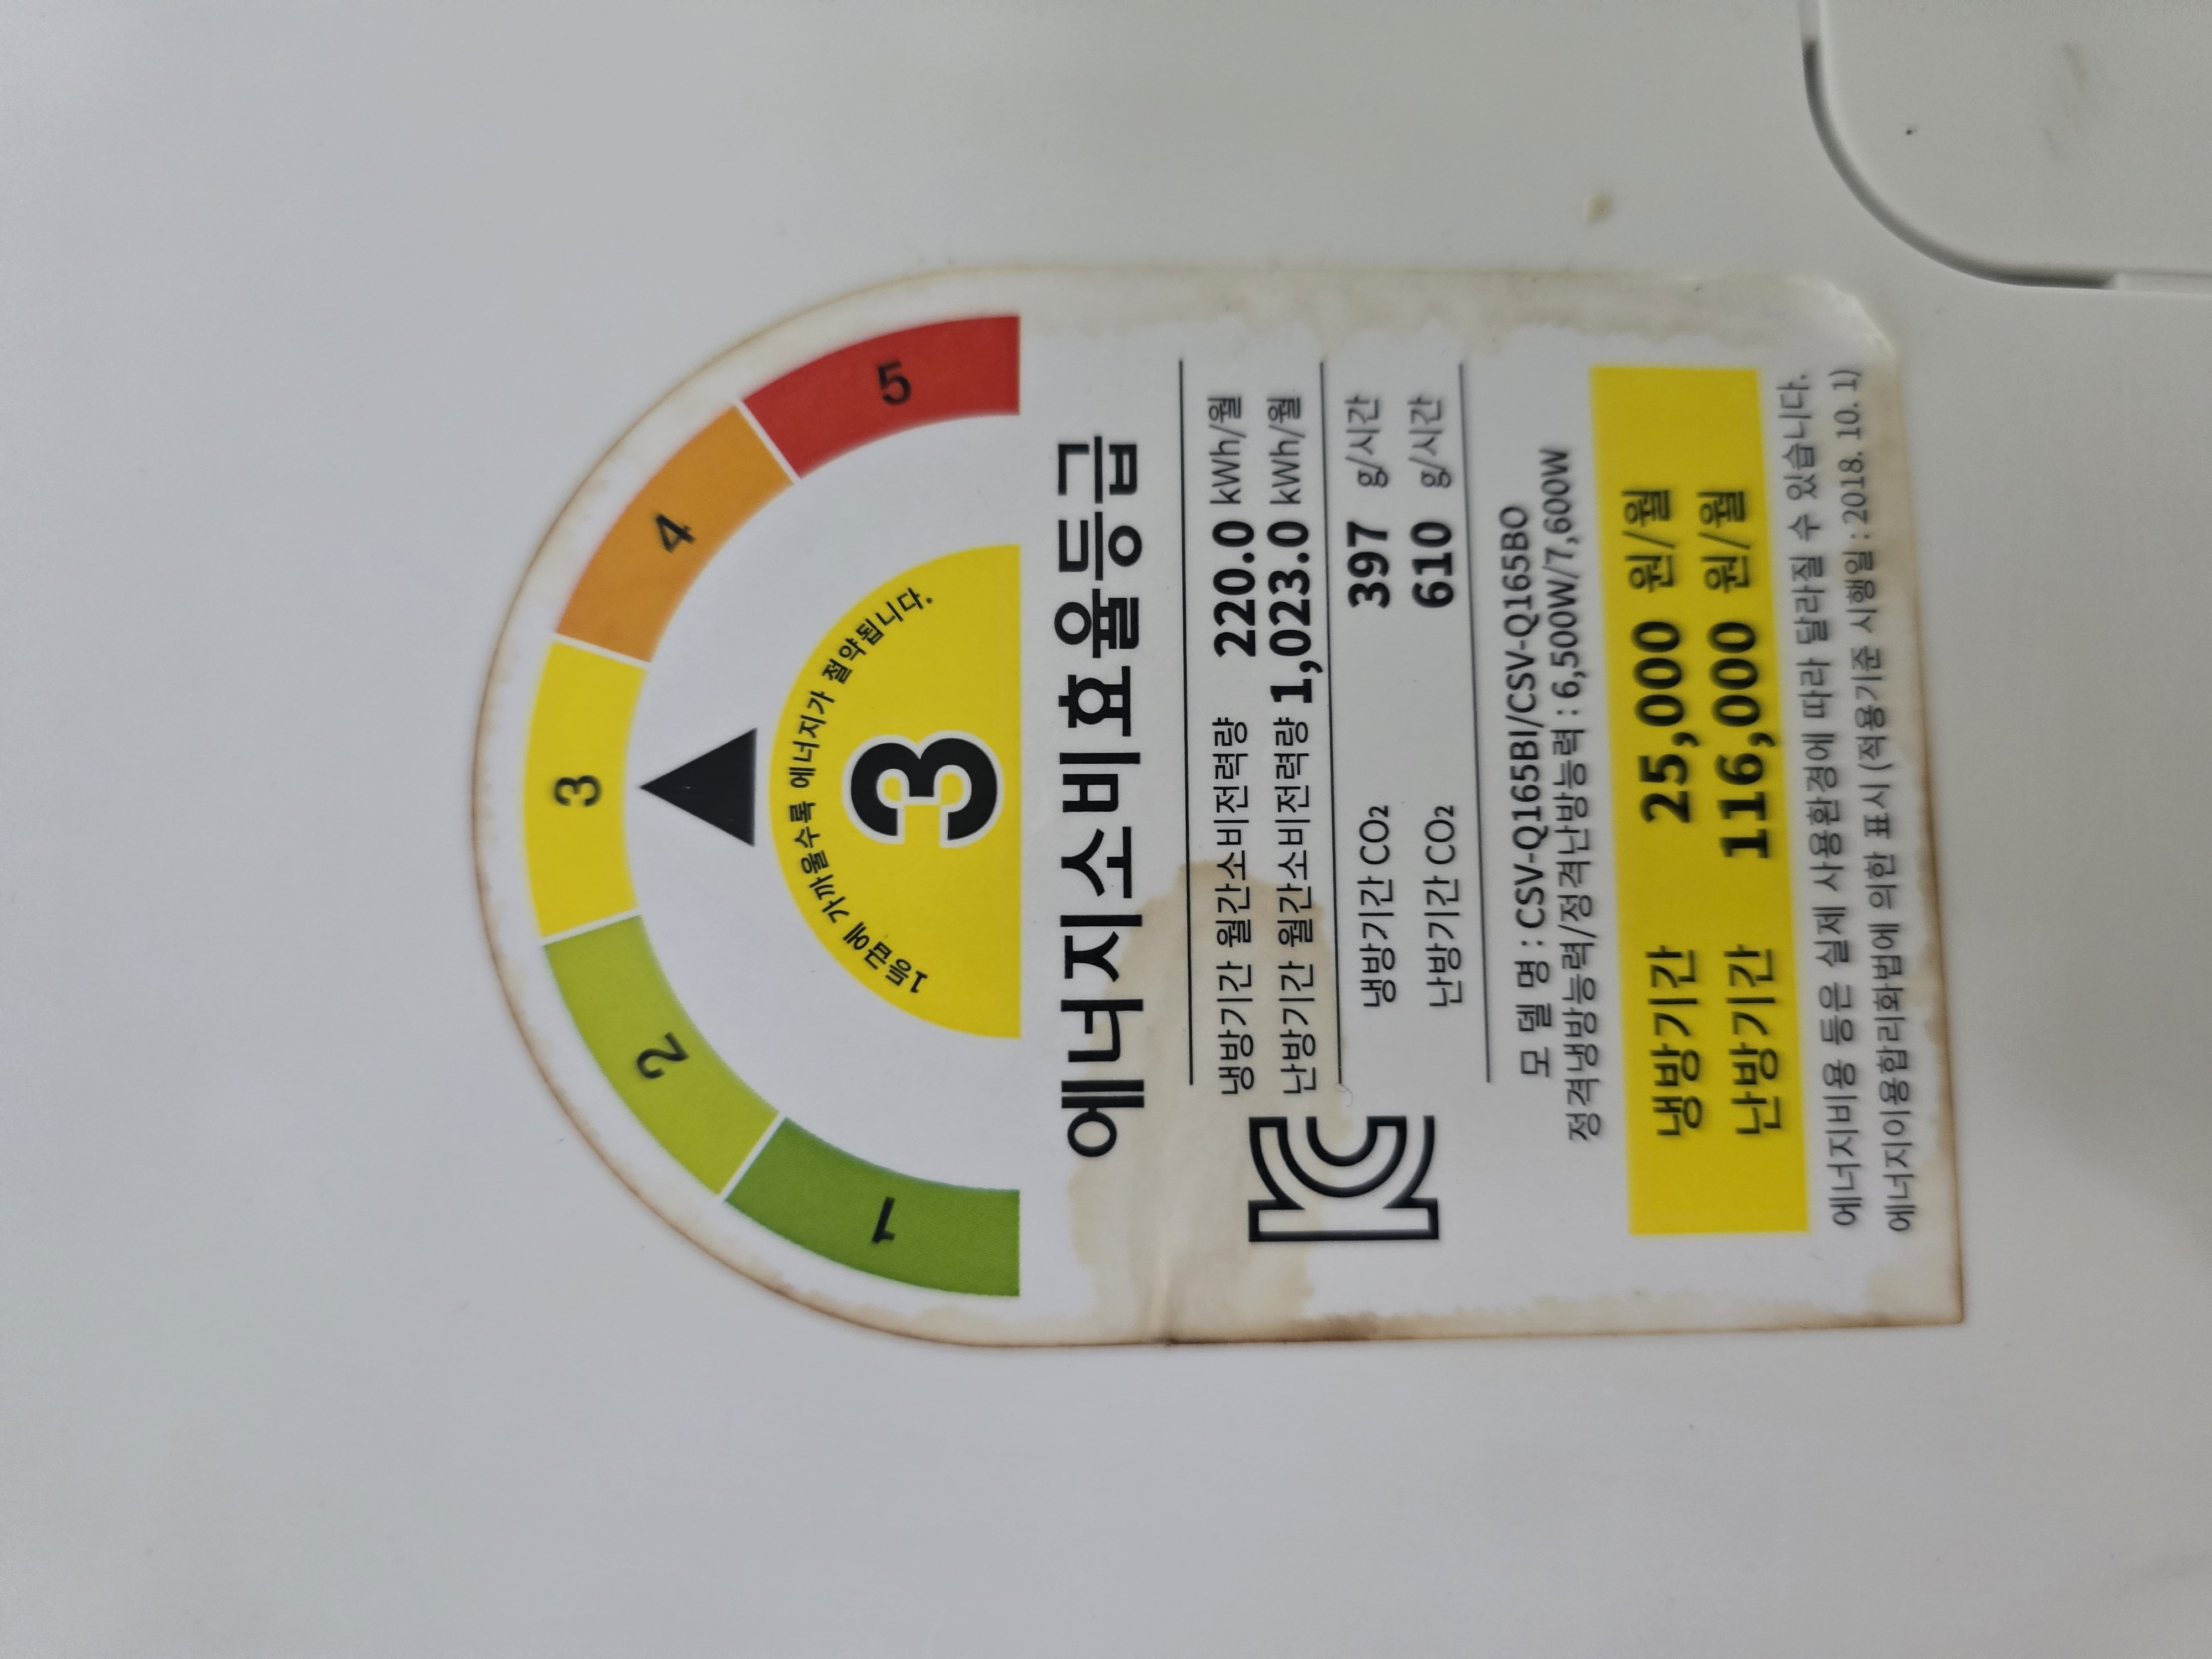 1 2 3 4 5
1등급에 가까울수록 에너지가 절약됩니다.
3
에너지소비효율등급
냉방기간 월간소비전력량 220.0 kWh/월
난방기간 월간소비전력량 1,023.0 kWh/월
냉방기간 CO₂ 397 g/시간
난방기간 CO₂ 610 g/시간
KC
모 델 명 : CSV-Q165BI/CSV-Q165BO
정격냉방능력/정격난방능력 : 6,500W/7,600W
냉방기간 25,000 원/월
난방기간 116,000 원/월
에너지비용 등은 실제 사용환경에 따라 달라질 수 있습니다.
에너지이용합리화법에 의한 표시 (적용기준 시행일 : 2018. 10. 1)